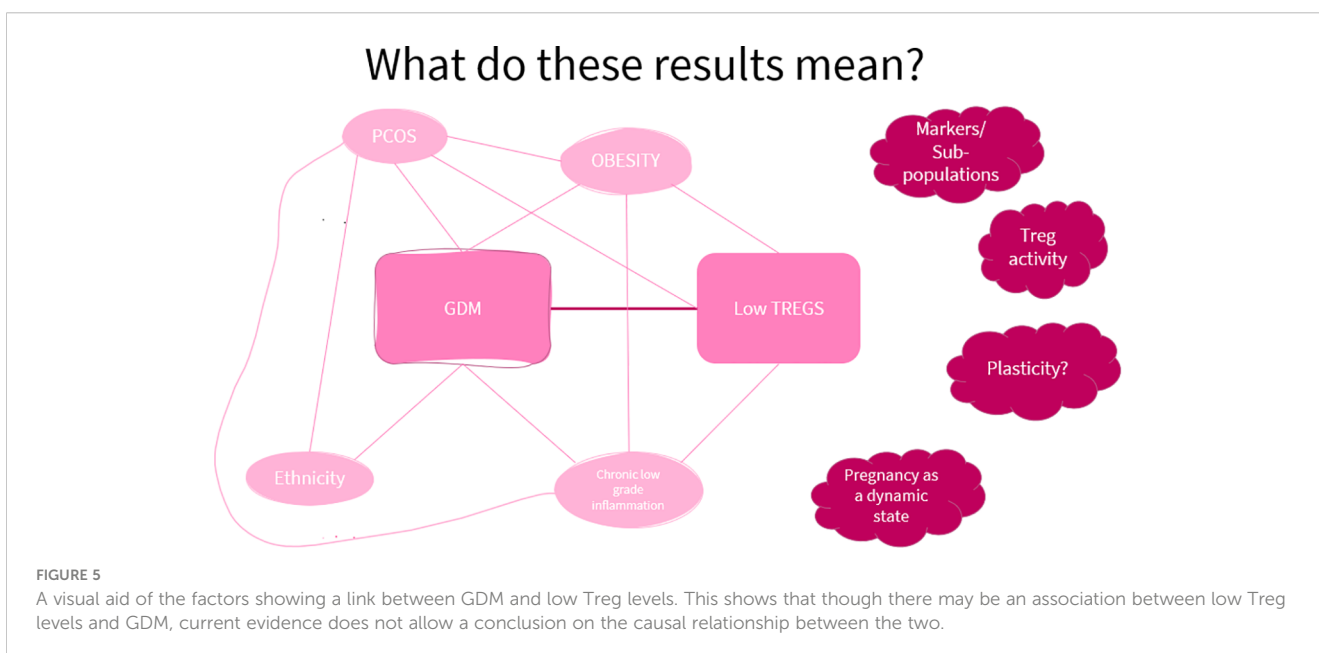 What do these results mean?
PCOS
OBESITY
Markers/
Sub-
populations
Treg
activity
GDM
Low TREGS
Plasticity?
Ethnicity
Chronic low
grade
inflammation
Pregnancy as
a dynamic
state
FIGURE 5
A visual aid of the factors showing a link between GDM and low Treg levels. This shows that though there may be an association between low Treg
levels and GDM, current evidence does not allow a conclusion on the causal relationship between the two.